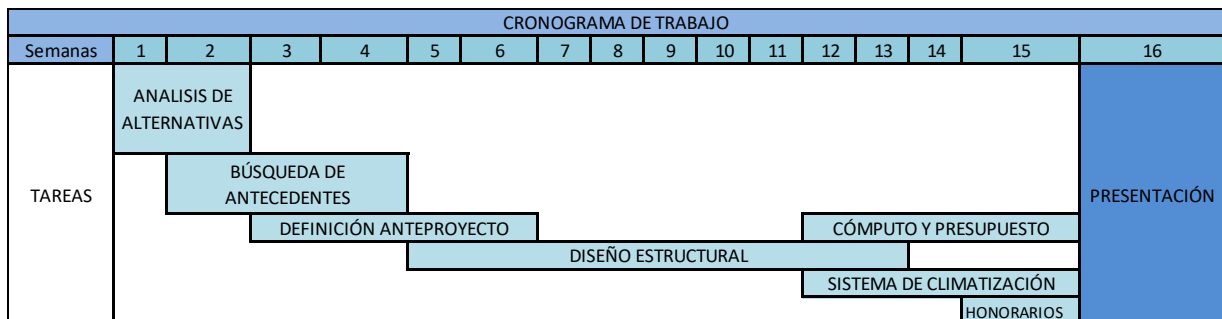 CRONOGRAMA DE TRABAJO
Semanas 1 2 3 4 5 6 7 8 9 10 11 12 13 14 15 16
ANALISIS DE
ALTERNATIVAS
BÚSQUEDA DE
ANTECEDENTES
TAREAS
PRESENTACIÓN
DEFINICIÓN ANTEPROYECTO
CÓMPUTO Y PRESUPUESTO
DISEÑO ESTRUCTURAL
SISTEMA DE CLIMATIZACIÓN
HONORARIOS